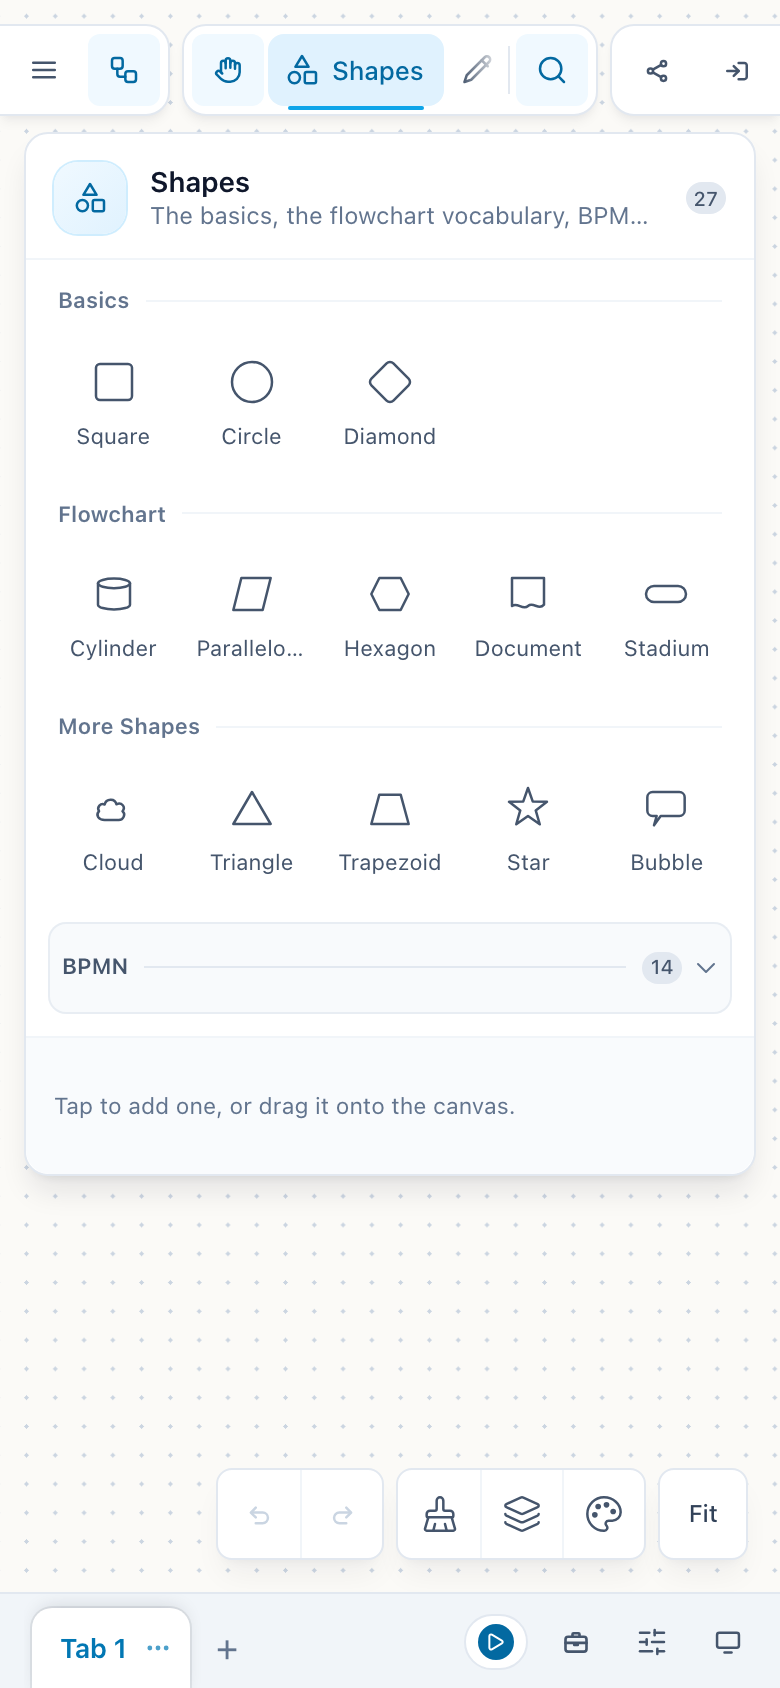 Shapes
Shapes
The basics, the flowchart vocabulary, BPM...
27
Basics
Square
Circle
Diamond
Flowchart
Cylinder
Parallelo...
Hexagon
Document
Stadium
More Shapes
Cloud
Triangle
Trapezoid
Star
Bubble
BPMN
14
Tap to add one, or drag it onto the canvas.
Fit
Tab 1